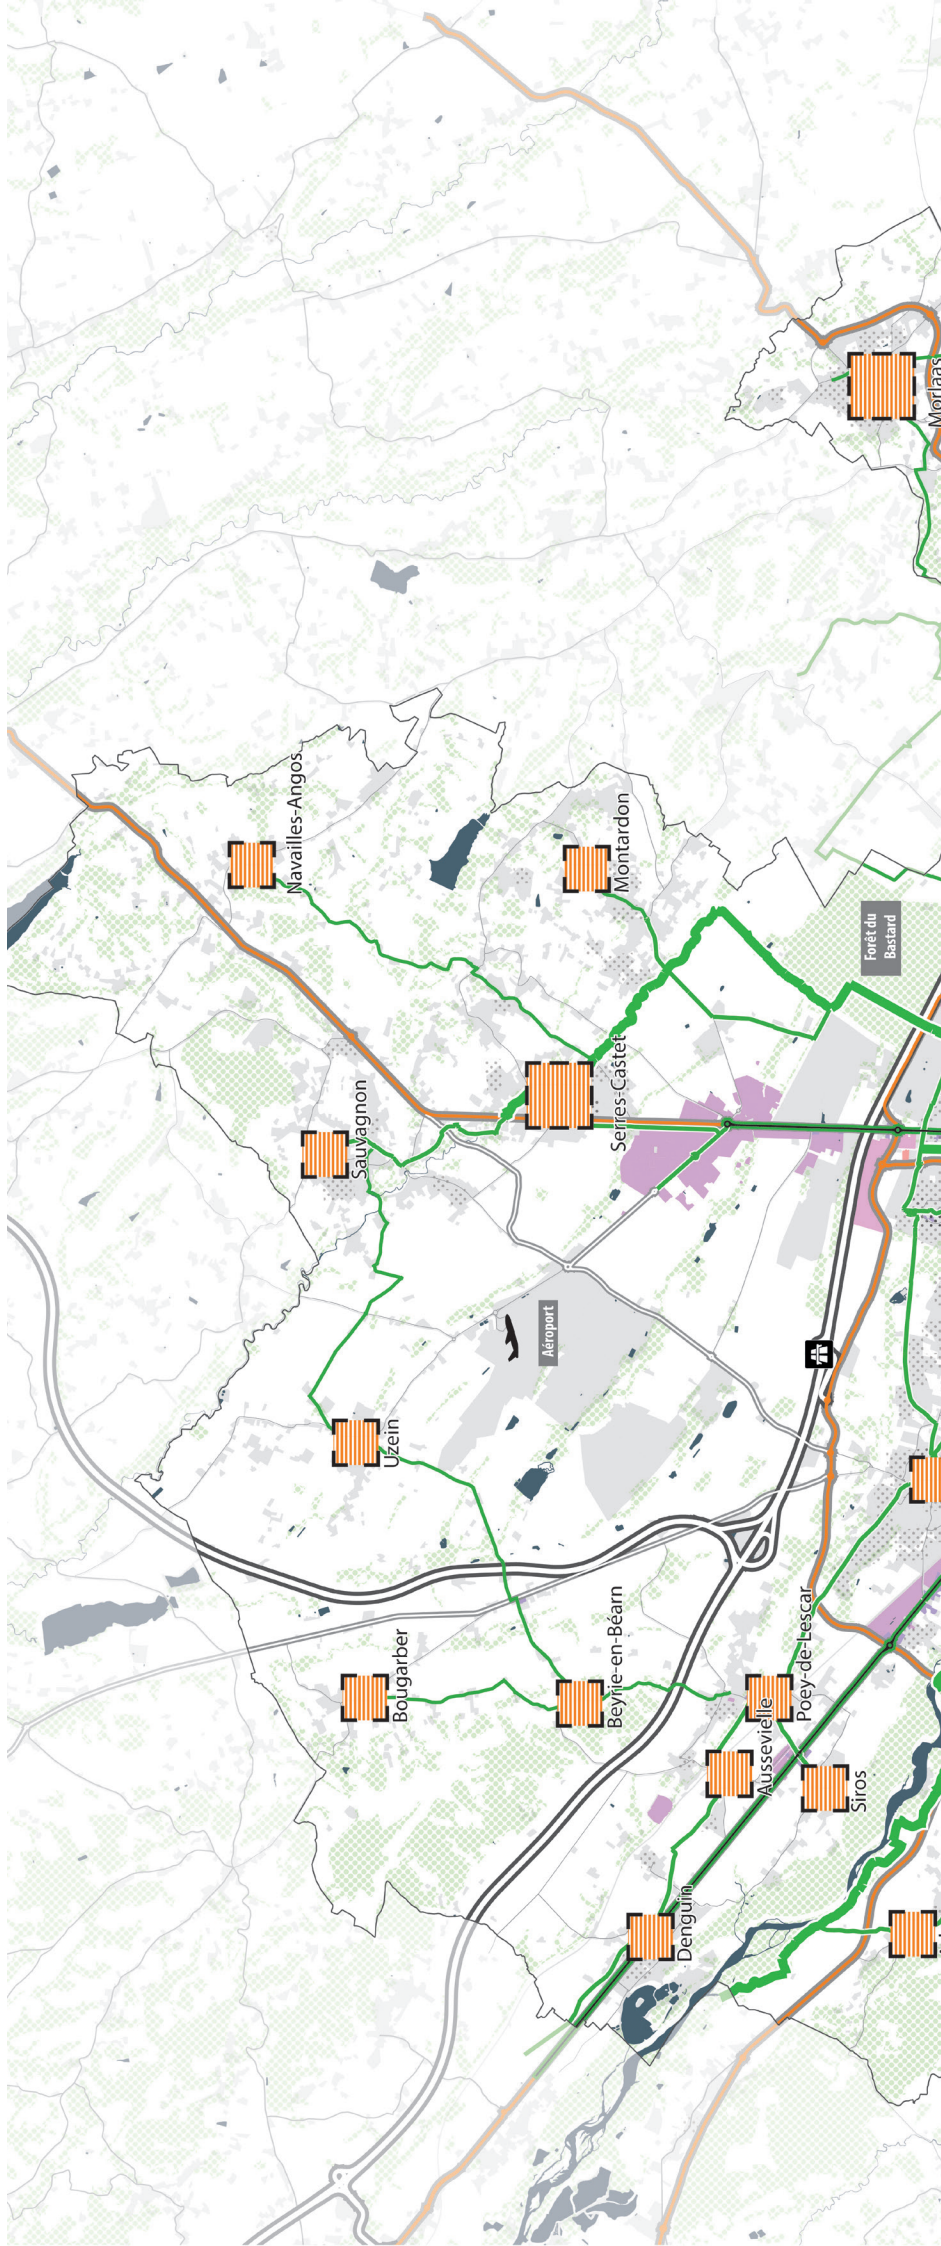 Navailles-Angos
Sauvagnon
Uzein
Bougarber
Aéroport
Beyrie-en-Béarn
Serres-Castet
Montardon
Denguin
Aussevielle
Poey-de-Lescar
Siros
Forêt du
Bastard
Morlaàs